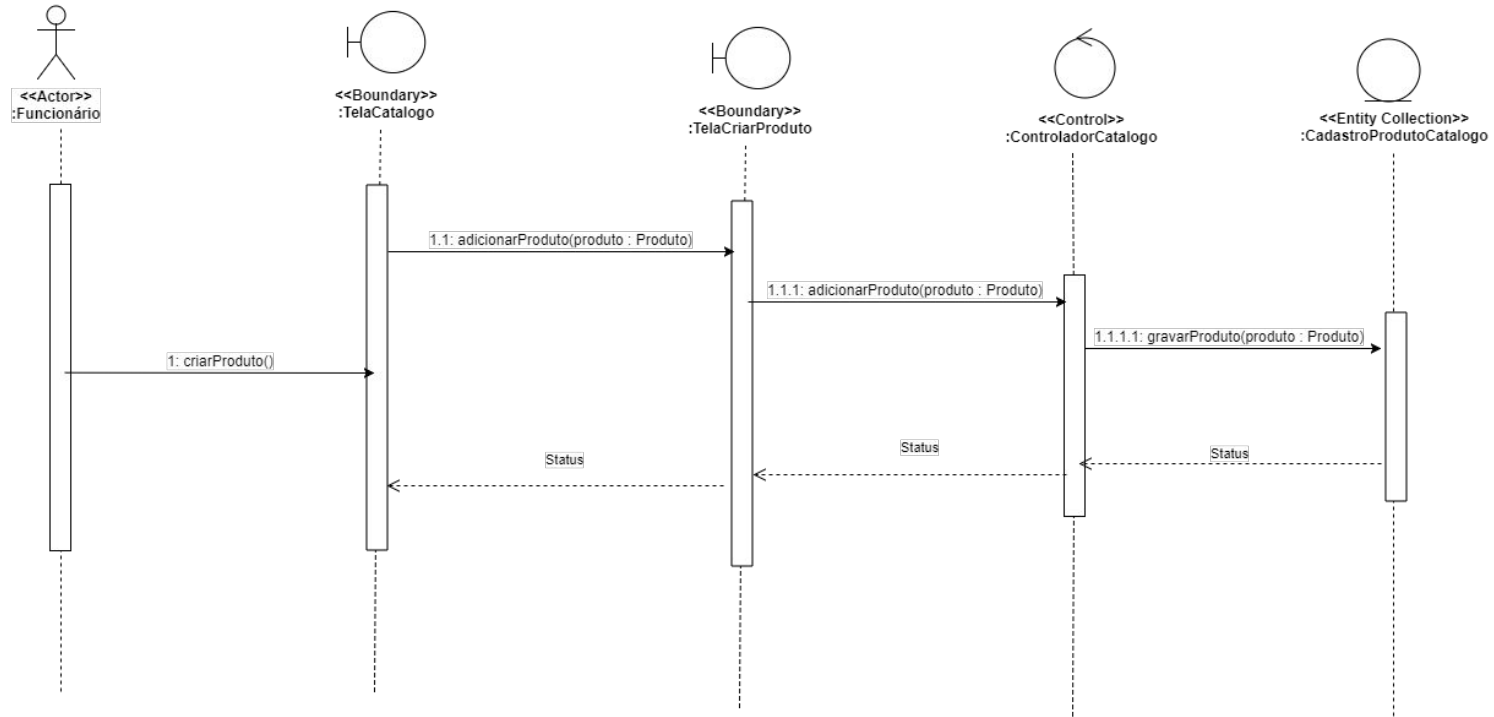 <<Actor>>
:Funcionário
<<Boundary>>
:TelaCatalogo
<<Boundary>>
:TelaCriarProduto
<<Control>>
:ControladorCatalogo
<<Entity Collection>>
:CadastroProdutoCatalogo
1.1: adicionarProduto(produto : Produto)
1.1.1: adicionarProduto(produto : Produto)
1.1.1.1: gravarProduto(produto : Produto)
1: criarProduto()
Status
Status
Status